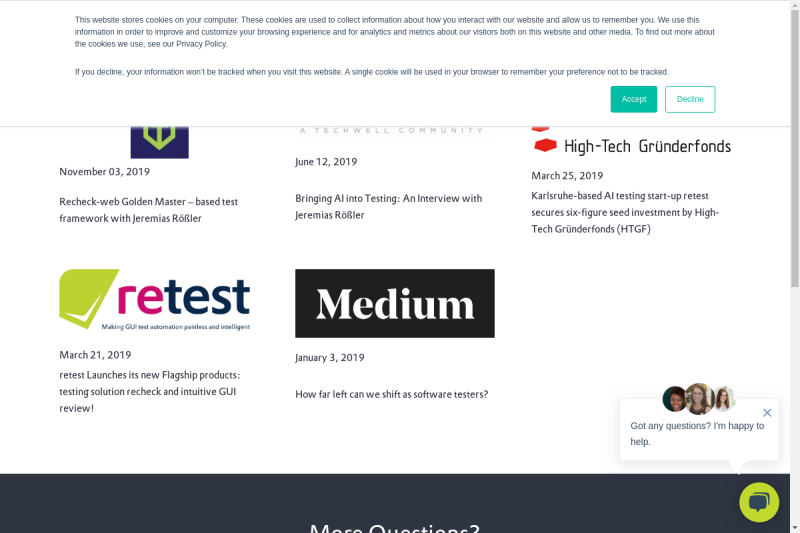 This website stores cookies on your computer. These cookies are used to collect information about how you interact with our website and allow us to remember you. We use
this information in order to improve and customize your browsing experience and for analytics and metrics about our visitors both on this website and other media. To find out more about
the cookies we use, see our Privacy Policy.
If you decline, your information won't be tracked when you visit this website. A single cookie will be used in your browser to remember your preference not to be tracked.
Accept
Decline
November 03, 2019
Recheck-web Golden Master – based test
framework with Jeremias Rößler
A TECHWELL COMMUNITY
June 12, 2019
Bringing AI into Testing: An Interview with
Jeremias Rößler
High-Tech Gründerfonds
March 25, 2019
Karlsruhe-based AI testing start-up retest
secures six-figure seed investment by High-
Tech Gründerfonds (HTGF)
retest
Making GUI test automation painless and intelligent
March 21, 2019
retest Launches its new Flagship products:
testing solution recheck and intuitive GUI
review!
Medium
January 3, 2019
How far left can we shift as software testers?
Got any questions? I'm happy to
help.
More Questions?